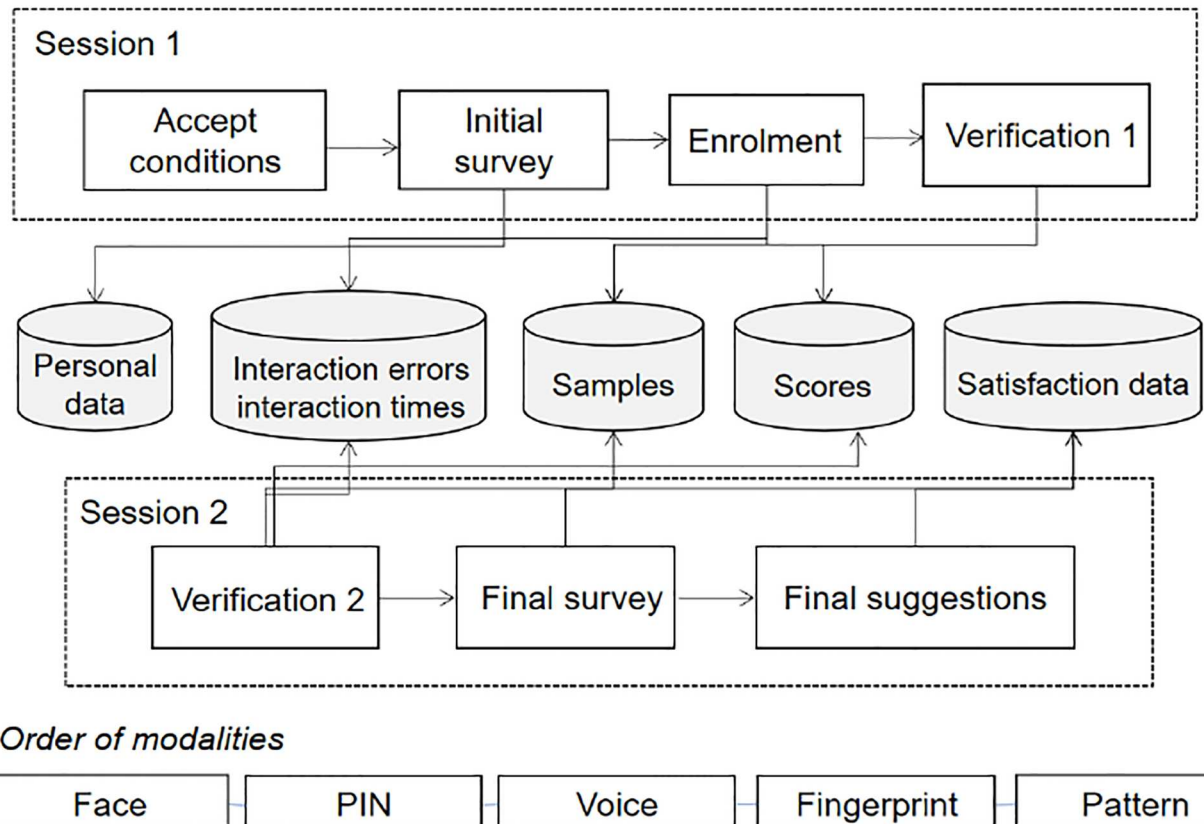 Session 1
Accept
conditions
Initial
survey
Enrolment
Verification 1
Personal
data
Interaction errors
interaction times
Samples
Scores
Satisfaction data
Session 2
Verification 2
Final survey
Final suggestions
Order of modalities
Face
PIN
Voice
Fingerprint
Pattern